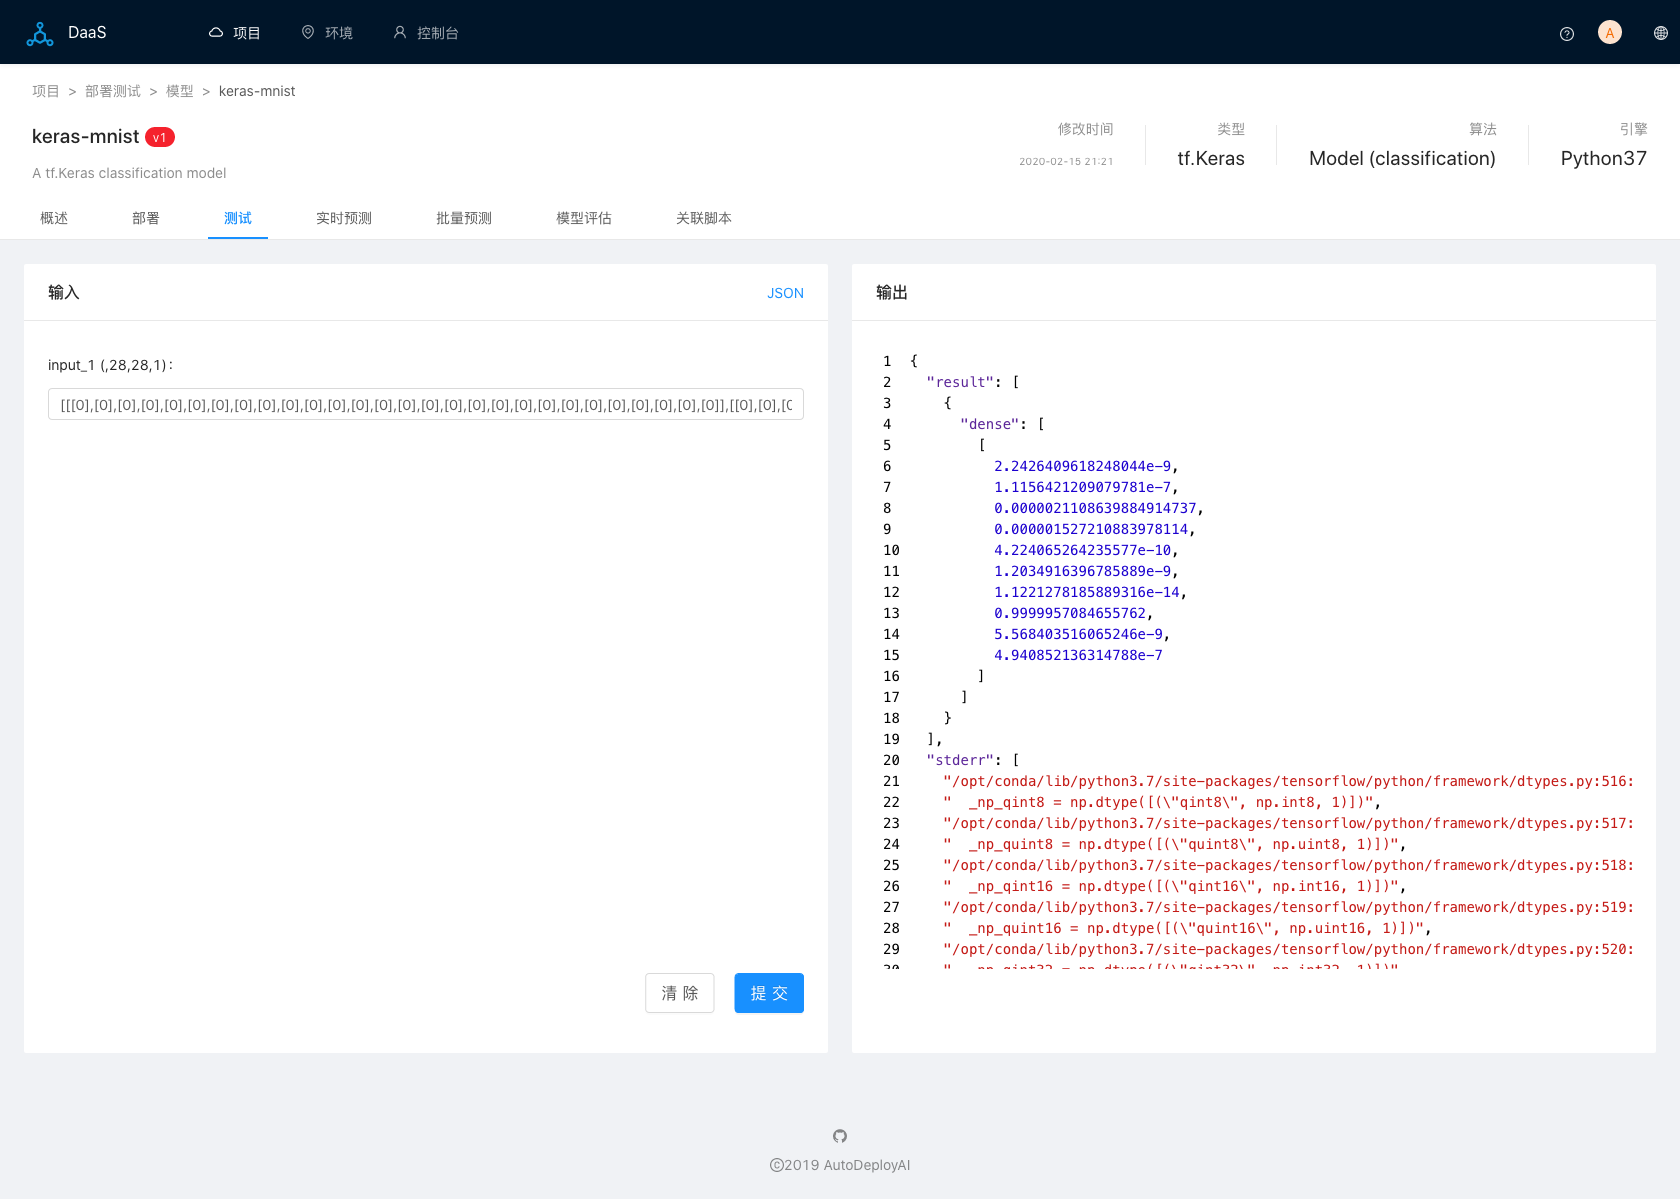 DaaS 项目 环境 控制台 A
项目 > 部署测试 > 模型 > keras-mnist
keras-mnist v1
A tf.Keras classification model
修改时间 类型 算法 引擎
2020-02-15 21:21 tf.Keras Model (classification) Python37
概述 部署 测试 实时预测 批量预测 模型评估 关联脚本
输入 JSON
input_1 (,28,28,1) :
[[[0],[0],[0],[0],[0],[0],[0],[0],[0],[0],[0],[0],[0],[0],[0],[0],[0],[0],[0],[0],[0],[0],[0],[0],[0],[0],[0],[0]],[[0],[0],[0
清 除 提 交
输出
1 {
2 "result": [
3 {
4 "dense": [
5 [
6 2.2426409618248044e-9,
7 1.1156421209079781e-7,
8 0.0000021108639884914737,
9 0.000001527210883978114,
10 4.224065264235577e-10,
11 1.2034916396785889e-9,
12 1.1221278185889316e-14,
13 0.9999957084655762,
14 5.568403516065246e-9,
15 4.940852136314788e-7
16 ]
17 ]
18 }
19 ],
20 "stderr": [
21 "/opt/conda/lib/python3.7/site-packages/tensorflow/python/framework/dtypes.py:516:
22 " _np_qint8 = np.dtype([(\"qint8\", np.int8, 1)])",
23 "/opt/conda/lib/python3.7/site-packages/tensorflow/python/framework/dtypes.py:517:
24 " _np_quint8 = np.dtype([(\"quint8\", np.uint8, 1)])",
25 "/opt/conda/lib/python3.7/site-packages/tensorflow/python/framework/dtypes.py:518:
26 " _np_qint16 = np.dtype([(\"qint16\", np.int16, 1)])",
27 "/opt/conda/lib/python3.7/site-packages/tensorflow/python/framework/dtypes.py:519:
28 " _np_quint16 = np.dtype([(\"quint16\", np.uint16, 1)])",
29 "/opt/conda/lib/python3.7/site-packages/tensorflow/python/framework/dtypes.py:520:
30 " _np_qint32 = np.dtype([(\"qint32\", np.int32, 1)])",
©2019 AutoDeployAI